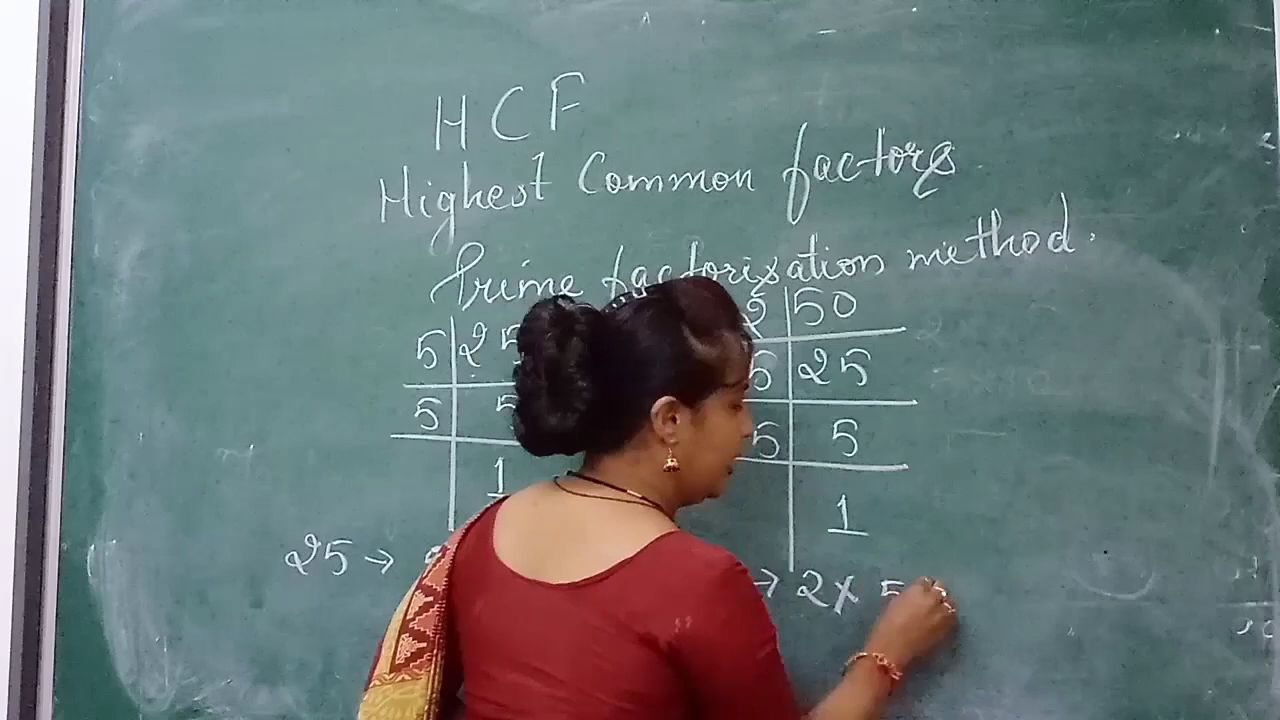 HCF
Highest Common factors
Prime factorisation method.
5 | 25
5 | 5
1
2 | 50
5 | 25
5 | 5
1
25 →
→ 2 x 5